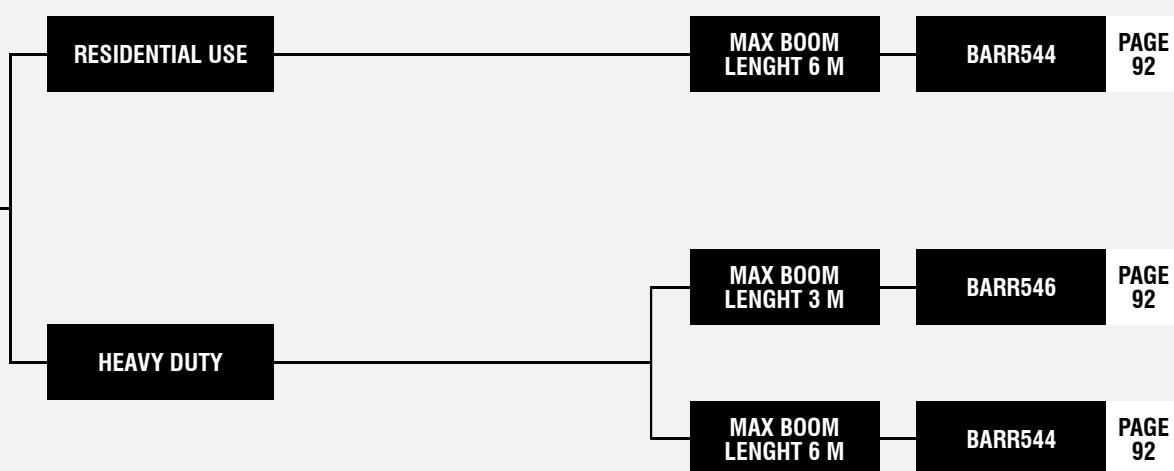 RESIDENTIAL USE
MAX BOOM
LENGHT 6 M
BARR544
PAGE
92
MAX BOOM
LENGHT 3 M
BARR546
PAGE
92
HEAVY DUTY
MAX BOOM
LENGHT 6 M
BARR544
PAGE
92